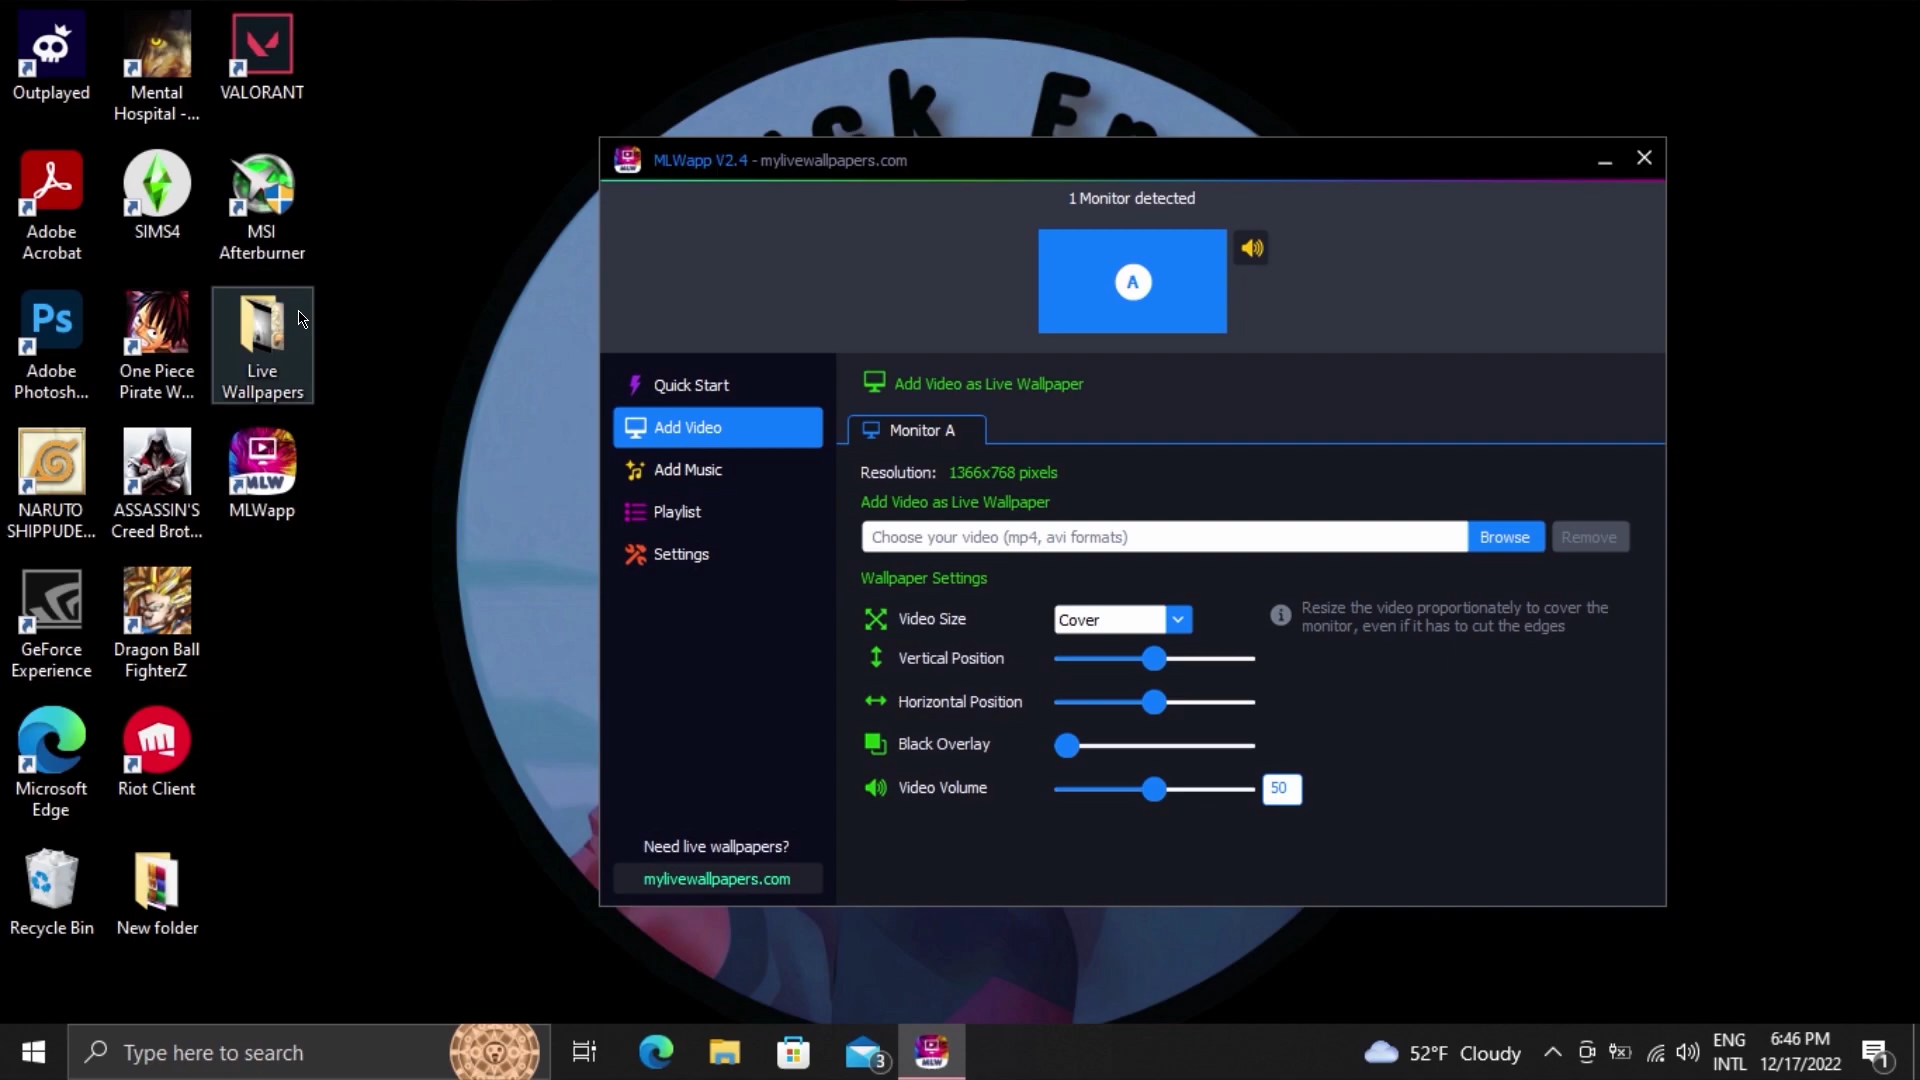 Outplayed
Mental
Hospital -...
VALORANT
Adobe
Acrobat
SIMS4
MSI
Afterburner
Ps
Adobe
Photosh...
One Piece
Pirate W...
Live
Wallpapers
NARUTO
SHIPPUDE...
ASSASSIN'S
Creed Brot...
MLW
MLWapp
GeForce
Experience
Dragon Ball
FighterZ
Microsoft
Edge
Riot Client
Recycle Bin
New folder
MLW
MLWapp V2.4 - mylivewallpapers.com
1 Monitor detected
A
Quick Start
Add Video
Add Music
Playlist
Settings
Need live wallpapers?
mylivewallpapers.com
Add Video as Live Wallpaper
Monitor A
Resolution: 1366x768 pixels
Add Video as Live Wallpaper
Choose your video (mp4, avi formats)
Browse
Remove
Wallpaper Settings
Video Size
Cover
Resize the video proportionately to cover the
monitor, even if it has to cut the edges
Vertical Position
Horizontal Position
Black Overlay
Video Volume
50
Type here to search
3
MLW
52°F Cloudy
ENG
INTL
6:46 PM
12/17/2022
1